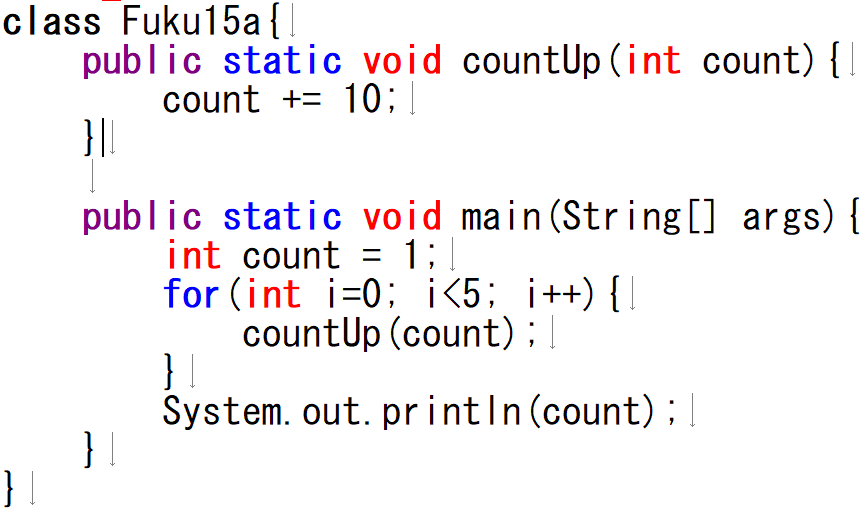 class Fuku15a{↓
    public static void countUp(int count){↓
        count += 10;↓
    }↓
    ↓
    public static void main(String[] args){
        int count = 1;↓
        for(int i=0; i<5; i++){↓
            countUp(count);↓
        }↓
        System.out.println(count);↓
    }↓
}↓